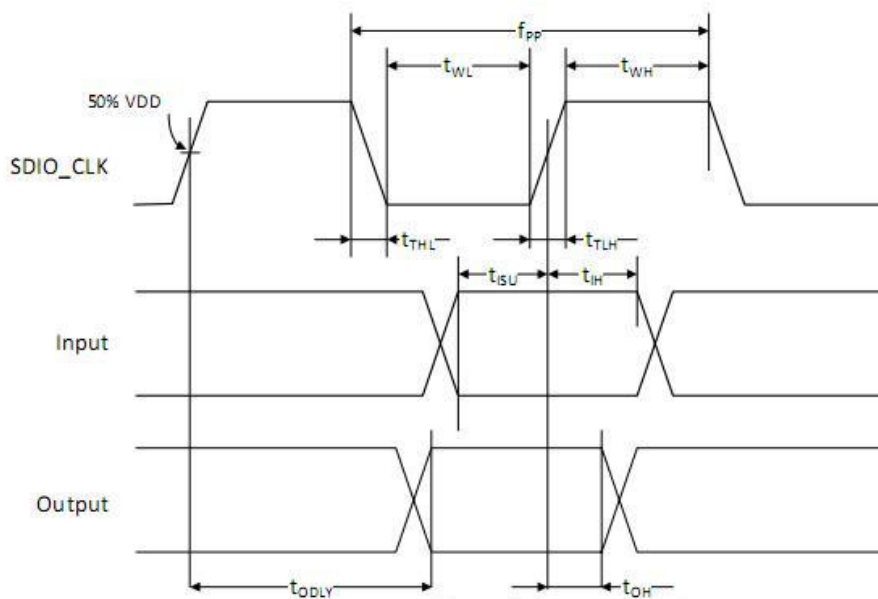 fPP
tWL
tWH
50% VDD
SDIO_CLK
tTHL
tTLH
tISU
tIH
Input
Output
tODLY
tOH